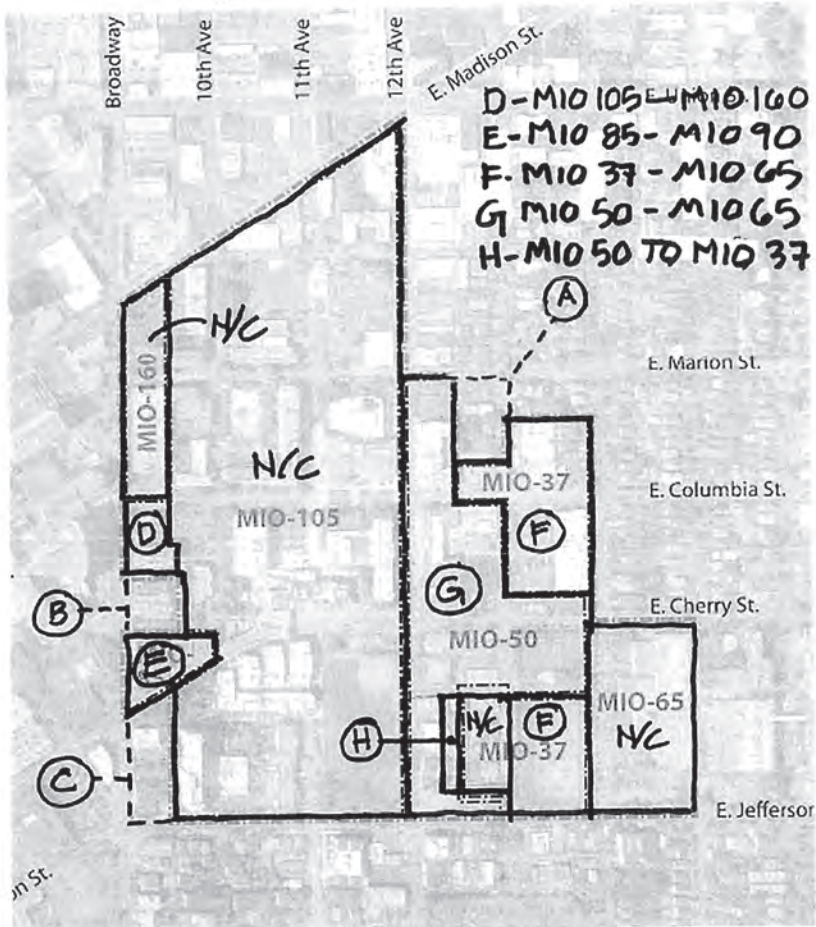 Broadway
10th Ave
11th Ave
12th Ave
E. Madison St.
D-MIO 105-MIO 160
E-MIO 85-MIO 90
F. MIO 37-MIO 65
G MIO 50-MIO 65
H-MIO 50 TO MIO 37
A
N/C
MIO-160
E. Marion St.
N/C
MIO-105
MIO-37
E. Columbia St.
D
F
G
B
E. Cherry St.
MIO-50
E
MIO-65
N/C
H
N/C
F
MIO-37
C
E. Jefferson
on St.